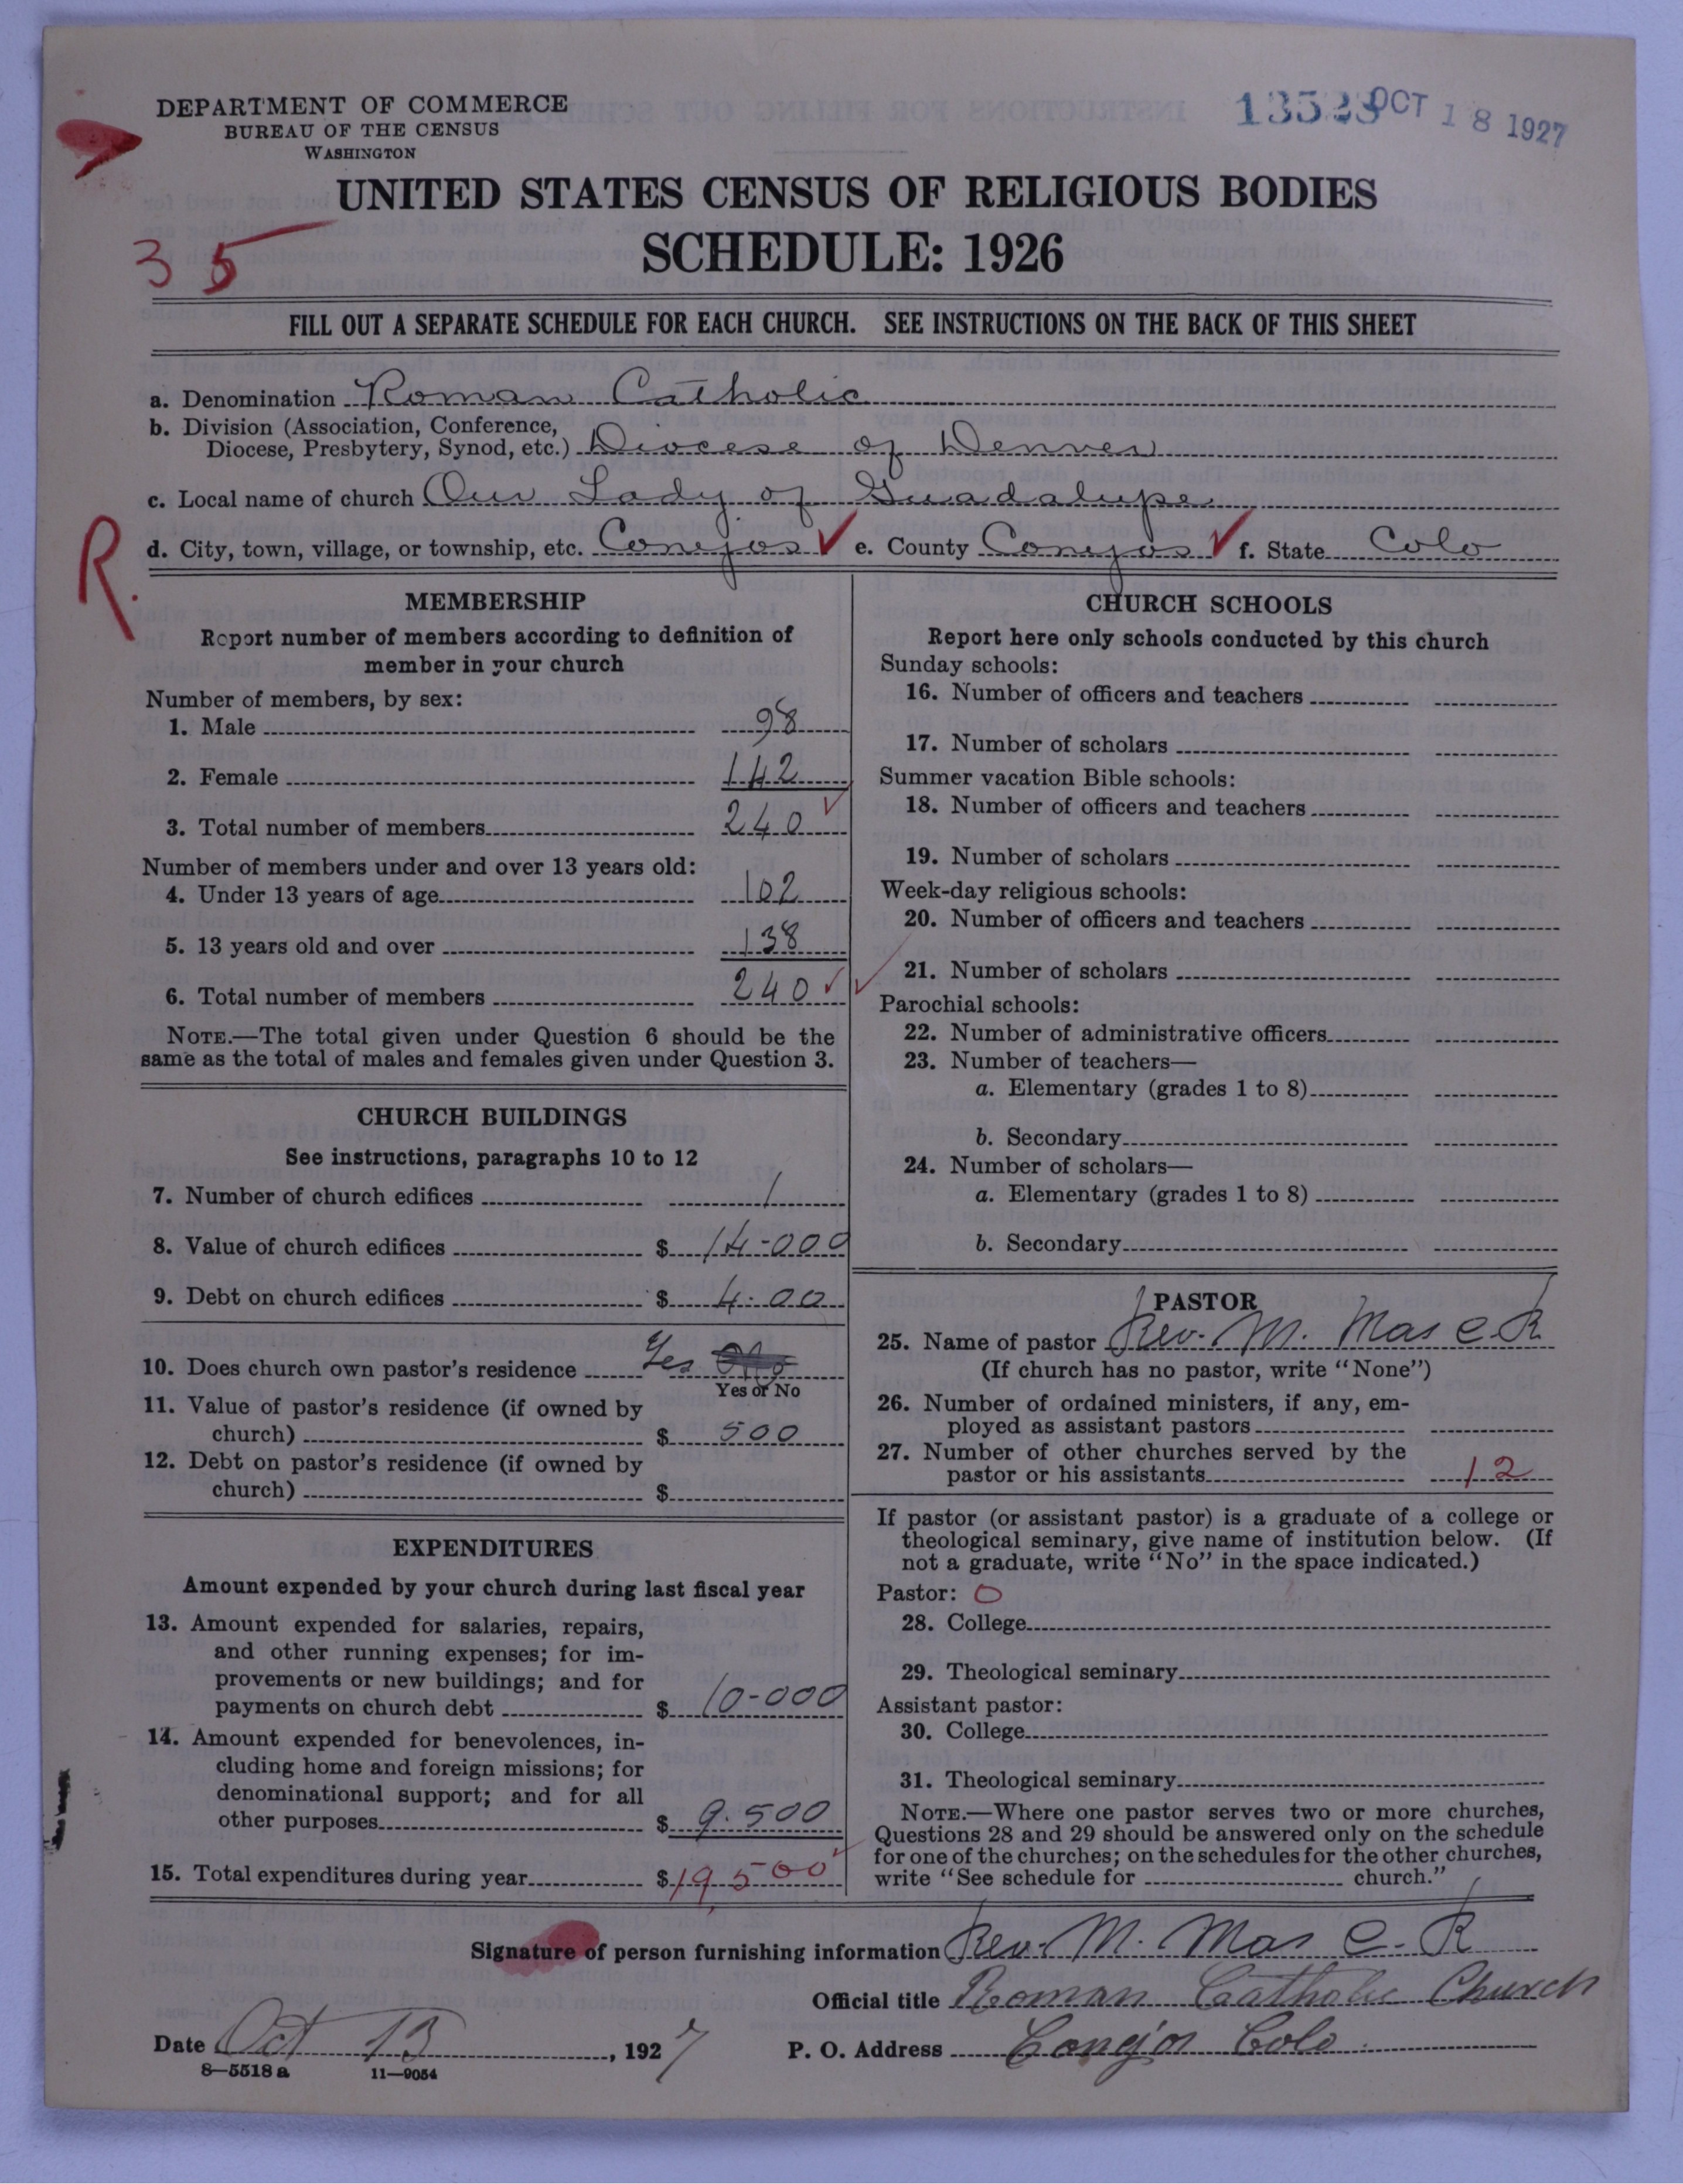 DEPARTMENT OF COMMERCE
BUREAU OF THE CENSUS
WASHINGTON
13523 OCT 18 1927
UNITED STATES CENSUS OF RELIGIOUS BODIES
SCHEDULE: 1926
35
FILL OUT A SEPARATE SCHEDULE FOR EACH CHURCH. SEE INSTRUCTIONS ON THE BACK OF THIS SHEET
a. Denomination Roman Catholic
b. Division (Association, Conference,
Diocese, Presbytery, Synod, etc.) Diocese of Denver
c. Local name of church Our Lady of Guadalupe
R.
d. City, town, village, or township, etc. Conejos ✓ e. County Conejos ✓ f. State Colo
MEMBERSHIP
Report number of members according to definition of
member in your church
Number of members, by sex:
1. Male 98
2. Female 142
3. Total number of members 240 ✓
Number of members under and over 13 years old:
4. Under 13 years of age 102
5. 13 years old and over 138
6. Total number of members 240 ✓ ✓
NOTE.—The total given under Question 6 should be the
same as the total of males and females given under Question 3.
CHURCH BUILDINGS
See instructions, paragraphs 10 to 12
7. Number of church edifices 1
8. Value of church edifices $ 14-000
9. Debt on church edifices $ 4-00
10. Does church own pastor's residence Yes
Yes or No
11. Value of pastor's residence (if owned by
church) $ 500
12. Debt on pastor's residence (if owned by
church) $
EXPENDITURES
Amount expended by your church during last fiscal year
13. Amount expended for salaries, repairs,
and other running expenses; for im-
provements or new buildings; and for
payments on church debt $ 10-000
14. Amount expended for benevolences, in-
cluding home and foreign missions; for
denominational support; and for all
other purposes $ 9.500
15. Total expenditures during year $ 19,500
CHURCH SCHOOLS
Report here only schools conducted by this church
Sunday schools:
16. Number of officers and teachers
17. Number of scholars
Summer vacation Bible schools:
18. Number of officers and teachers
19. Number of scholars
Week-day religious schools:
20. Number of officers and teachers
21. Number of scholars
Parochial schools:
22. Number of administrative officers
23. Number of teachers—
a. Elementary (grades 1 to 8)
b. Secondary
24. Number of scholars—
a. Elementary (grades 1 to 8)
b. Secondary
PASTOR
25. Name of pastor Rev. M. Mas C. R
(If church has no pastor, write "None")
26. Number of ordained ministers, if any, em-
ployed as assistant pastors
27. Number of other churches served by the
pastor or his assistants 12
If pastor (or assistant pastor) is a graduate of a college or
theological seminary, give name of institution below. (If
not a graduate, write "No" in the space indicated.)
Pastor: O
28. College
29. Theological seminary
Assistant pastor:
30. College
31. Theological seminary
NOTE.—Where one pastor serves two or more churches,
Questions 28 and 29 should be answered only on the schedule
for one of the churches; on the schedules for the other churches,
write "See schedule for church."
Signature of person furnishing information Rev. M. Mas C. R
Official title Roman Catholic Church
Date Oct 13, 1927 P. O. Address Conejos Colo.
8—5518 a 11—9054